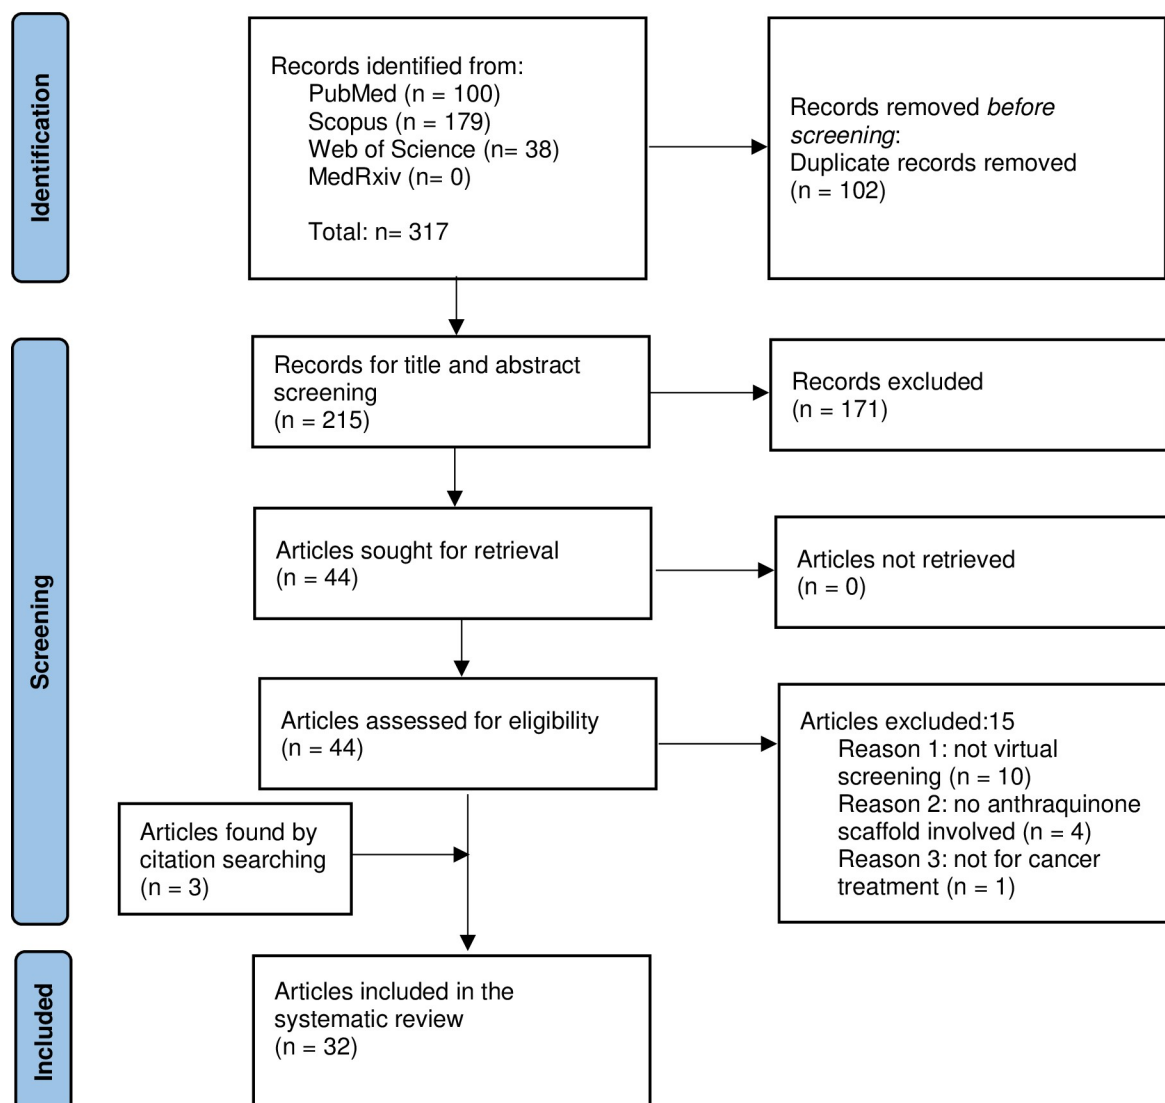 Identification
Records identified from:
PubMed (n = 100)
Scopus (n = 179)
Web of Science (n= 38)
MedRxiv (n= 0)
Total: n= 317
Records removed before
screening:
Duplicate records removed
(n = 102)
Screening
Records for title and abstract
screening
(n = 215)
Records excluded
(n = 171)
Articles sought for retrieval
(n = 44)
Articles not retrieved
(n = 0)
Articles assessed for eligibility
(n = 44)
Articles excluded:15
Reason 1: not virtual
screening (n = 10)
Reason 2: no anthraquinone
scaffold involved (n = 4)
Reason 3: not for cancer
treatment (n = 1)
Articles found by
citation searching
(n = 3)
Included
Articles included in the
systematic review
(n = 32)